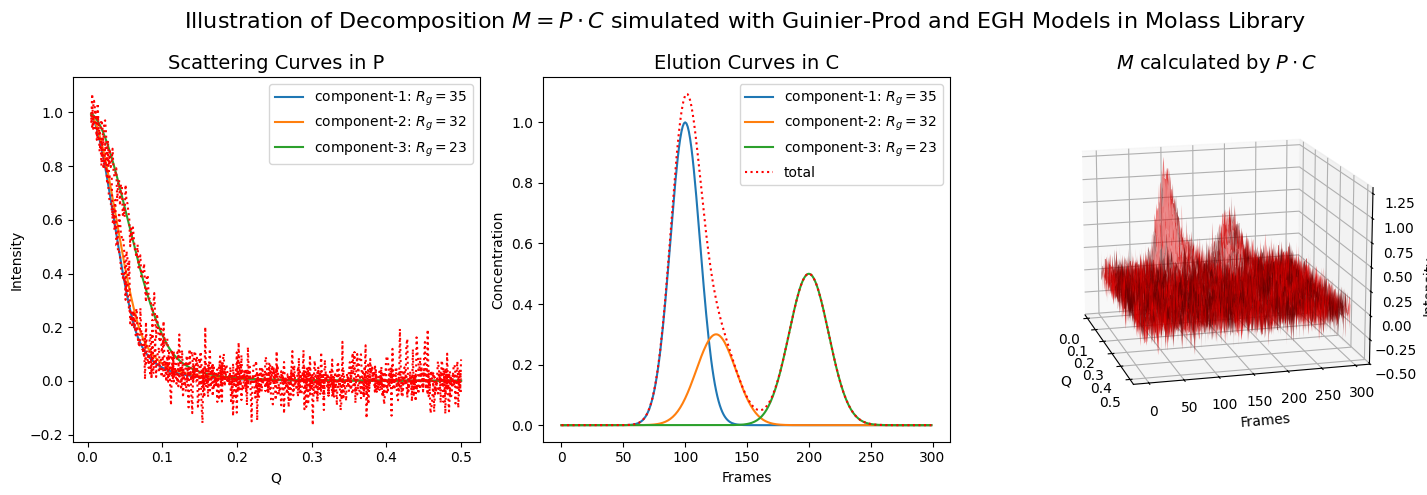 Illustration of Decomposition M = P · C simulated with Guinier-Prod and EGH Models in Molass Library
Scattering Curves in P
component-1: Rg = 35
component-2: Rg = 32
component-3: Rg = 23
Intensity
1.0
0.8
0.6
0.4
0.2
0.0
−0.2
0.0 0.1 0.2 0.3 0.4 0.5
Q
Elution Curves in C
component-1: Rg = 35
component-2: Rg = 32
component-3: Rg = 23
total
Concentration
1.0
0.8
0.6
0.4
0.2
0.0
0 50 100 150 200 250 300
Frames
M calculated by P · C
1.25
1.00
0.75
0.50
0.25
0.00
−0.25
−0.50
0.0
0.1
0.2
0.3
0.4
0.5
Q
0 50 100 150 200 250 300
Frames